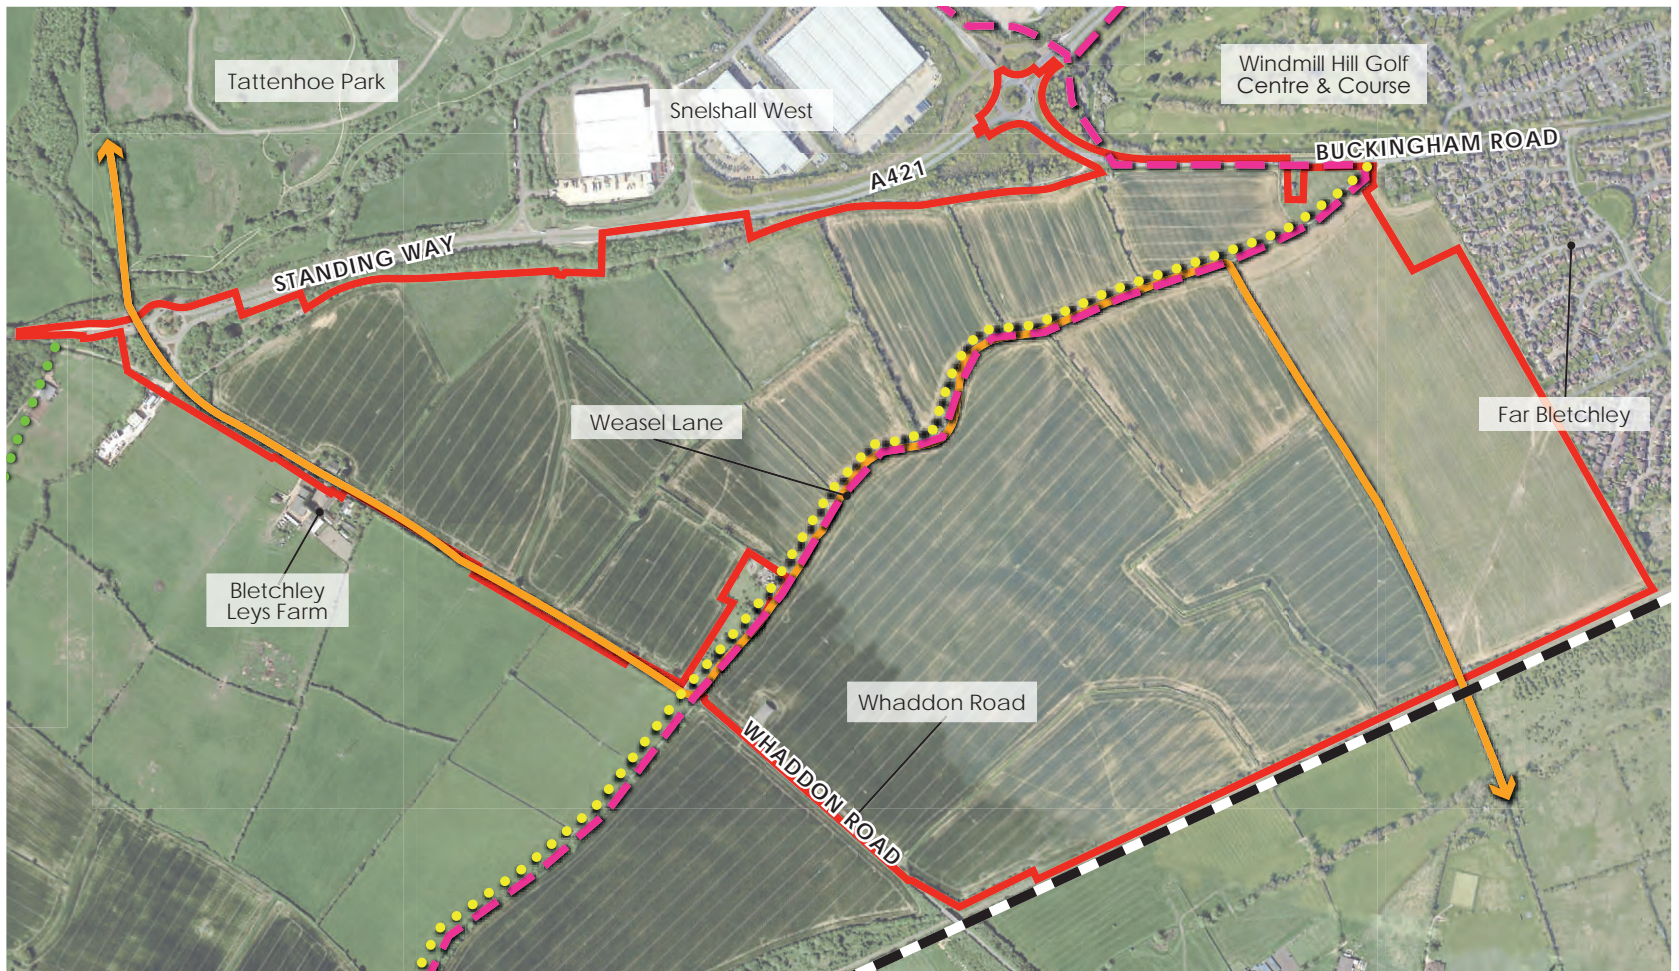 Tattenhoe Park
Snelshall West
Windmill Hill Golf
Centre & Course
BUCKINGHAM ROAD
A421
STANDING WAY
Weasel Lane
Far Bletchley
Bletchley
Leys Farm
Whaddon Road
WHADDON ROAD